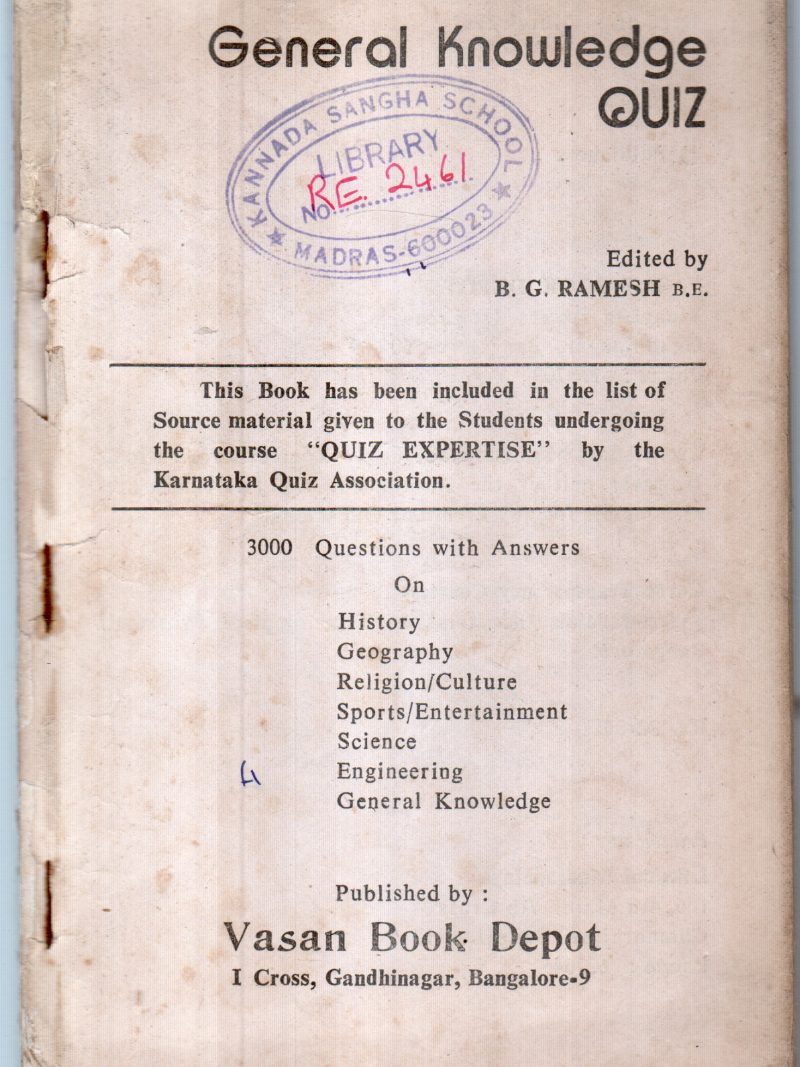 General Knowledge
QUIZ
KANNADA SANGHA SCHOOL
LIBRARY
NO. RE. 2461
★ MADRAS-600023 ★
Edited by
B. G. RAMESH B.E.
This Book has been included in the list of
Source material given to the Students undergoing
the course “QUIZ EXPERTISE” by the
Karnataka Quiz Association.
3000 Questions with Answers
On
History
Geography
Religion/Culture
Sports/Entertainment
Science
Engineering
General Knowledge
Published by :
Vasan Book Depot
I Cross, Gandhinagar, Bangalore-9